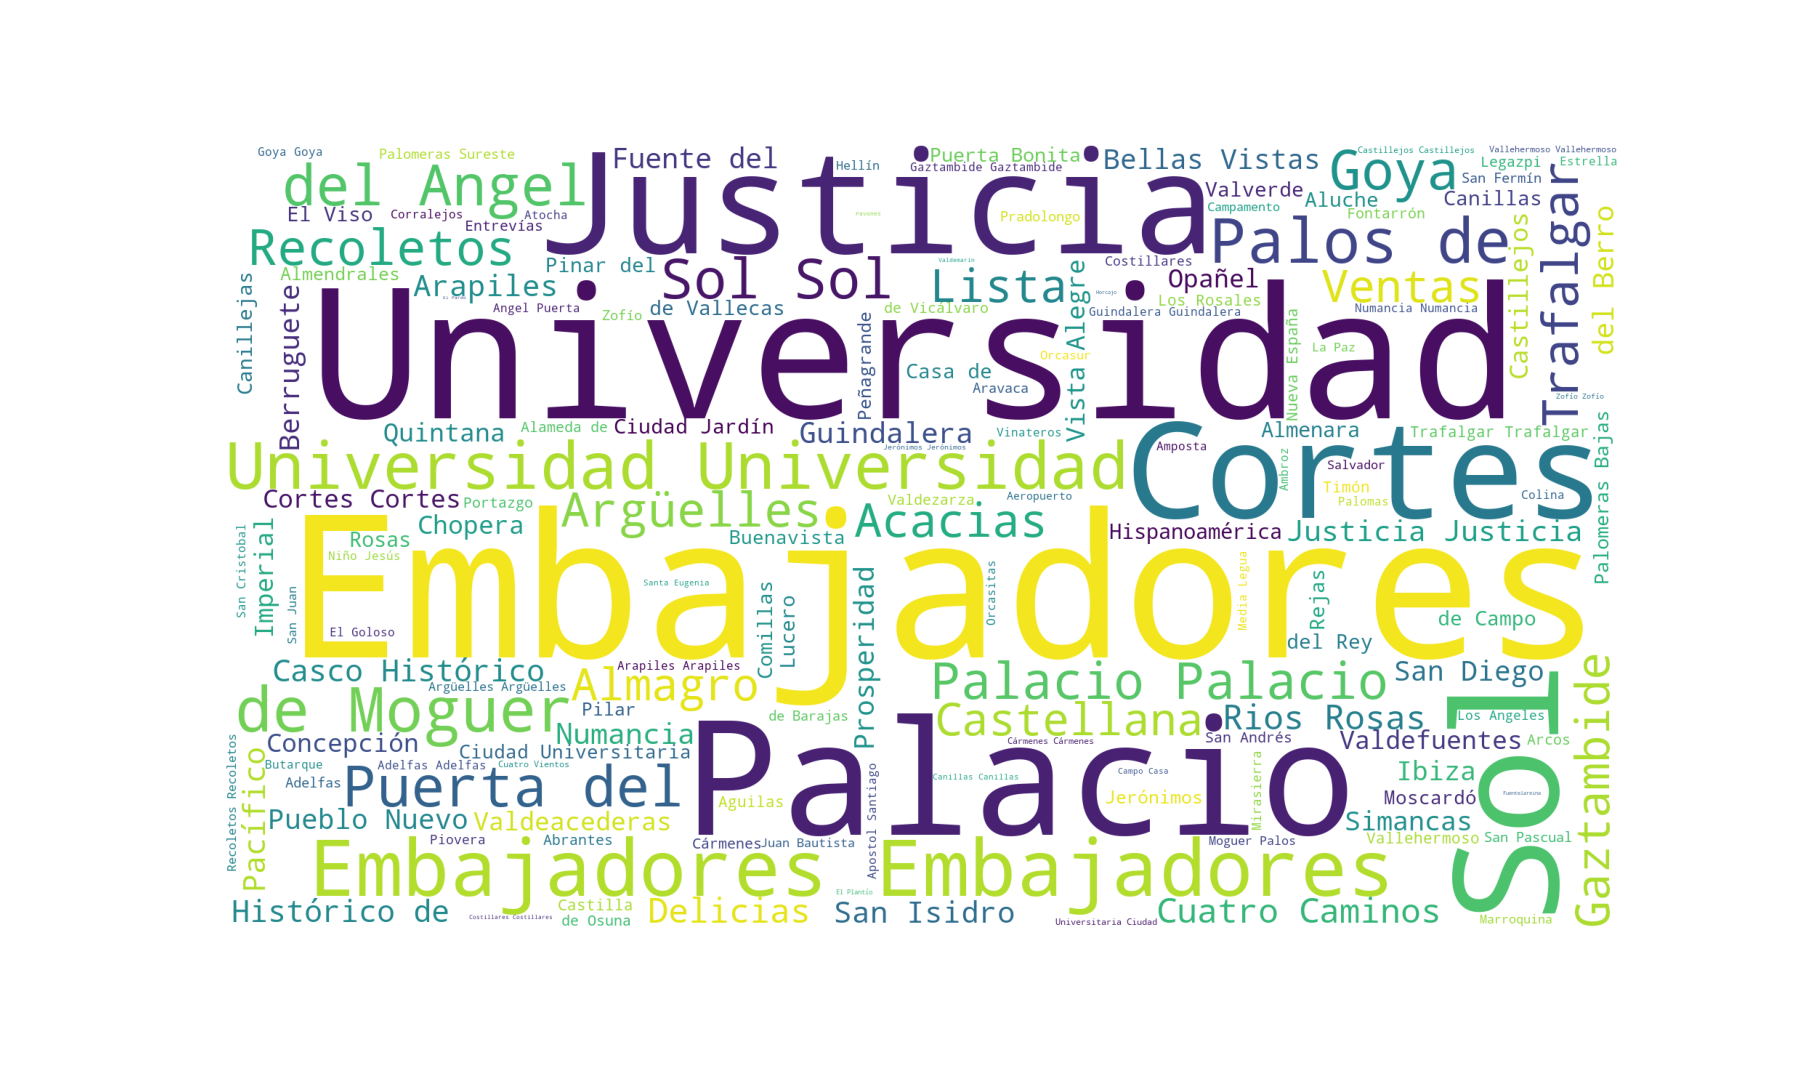 Goya Goya
Palomeras Sureste
del Angel
Justicia
Fuente del
Hellín
Puerta Bonita
Gaztambide Gaztambide
Bellas Vistas
Castillejos Castillejos
Goya
Vallehermoso Vallehermoso
Legazpi
Estrella
San Fermín
Valverde
Aluche
Canillas
El Viso
Corralejos
Atocha
Entrevías
Pavones
Pradolongo
Campamento
Fontarrón
Recoletos
Palos de
Castillejos
Trafalgar
del Berro
Almendrales
Arapiles
Pinar del
Sol Sol
Valdemarín
Lista
Costillares
Opañel
Ventas
Canillejas
Berruguete
El Pardo
Angel Puerta
Zofío
de Vallecas
de Vicálvaro
Horcajo
Vista Alegre
Los Rosales
Guindalera Guindalera
Numancia Numancia
Universidad
Peñagrande
Orcasur
Nueva España
La Paz
Casa de
Aravaca
Zofío Zofío
Quintana
Alameda de
Ciudad Jardín
Guindalera
Vinateros
Jerónimos Jerónimos
Cortes
Amposta
Almenara
Trafalgar Trafalgar
Palomeras Bajas
Universidad Universidad
Ambroz
Salvador
Timón
Palomas
Colina
Cortes Cortes
Portazgo
Argüelles
Valdezarza
Aeropuerto
Chopera
Acacias
Buenavista
Hispanoamérica
Justicia Justicia
San Cristobal
Imperial
Rosas
Niño Jesús
Embajadores
Santa Eugenia
San Juan
El Goloso
Comillas
Lucero
Prosperidad
Orcasitas
Media Legua
Rejas
de Campo
del Rey
Casco Histórico
Arapiles Arapiles
Argüelles Argüelles
Almagro
Palacio Palacio
San Diego
Sol
Gaztambide
de Moguer
Pilar
de Barajas
Castellana
Rios Rosas
Los Angeles
Numancia
Concepción
Ciudad Universitaria
Palacio
Cármenes Cármenes
San Andrés
Valdefuentes
Arcos
Recoletos Recoletos
Pacífico
Butarque
Adelfas Adelfas
Cuatro Vientos
Adelfas
Puerta del
Apostol Santiago
Canillas Canillas
Campo Casa
Mirasierra
Ibiza
Aguilas
Jerónimos
Moscardó
Fuentelareina
Pueblo Nuevo
Valdeacederas
Simancas
Piovera
Abrantes
Cármenes
Juan Bautista
Moguer Palos
Vallehermoso
San Pascual
Embajadores Embajadores
El Plantío
Histórico de
Costillares Costillares
Castilla
de Osuna
Delicias
San Isidro
Universitaria Ciudad
Cuatro Caminos
Marroquina